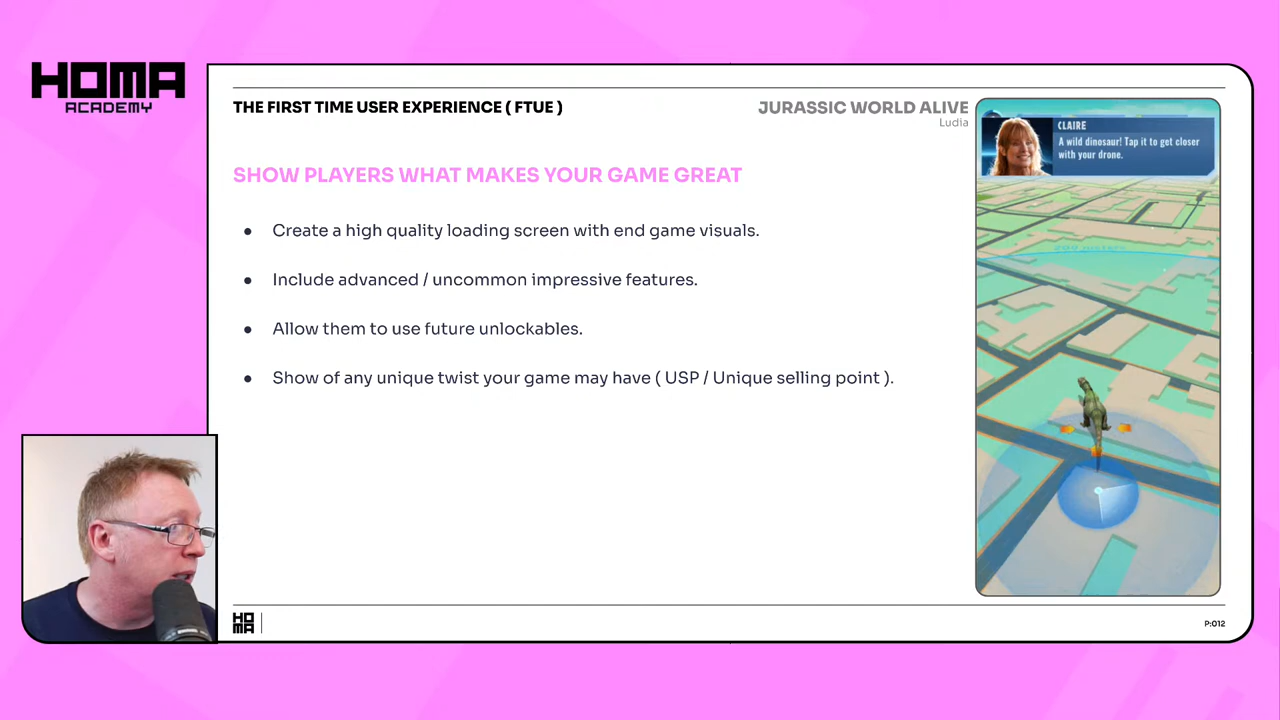 HOMA
ACADEMY
THE FIRST TIME USER EXPERIENCE ( FTUE )
JURASSIC WORLD ALIVE
Ludia
SHOW PLAYERS WHAT MAKES YOUR GAME GREAT
● Create a high quality loading screen with end game visuals.
● Include advanced / uncommon impressive features.
● Allow them to use future unlockables.
● Show of any unique twist your game may have ( USP / Unique selling point ).
CLAIRE
A wild dinosaur! Tap it to get closer
with your drone.
HO
MA
P:012